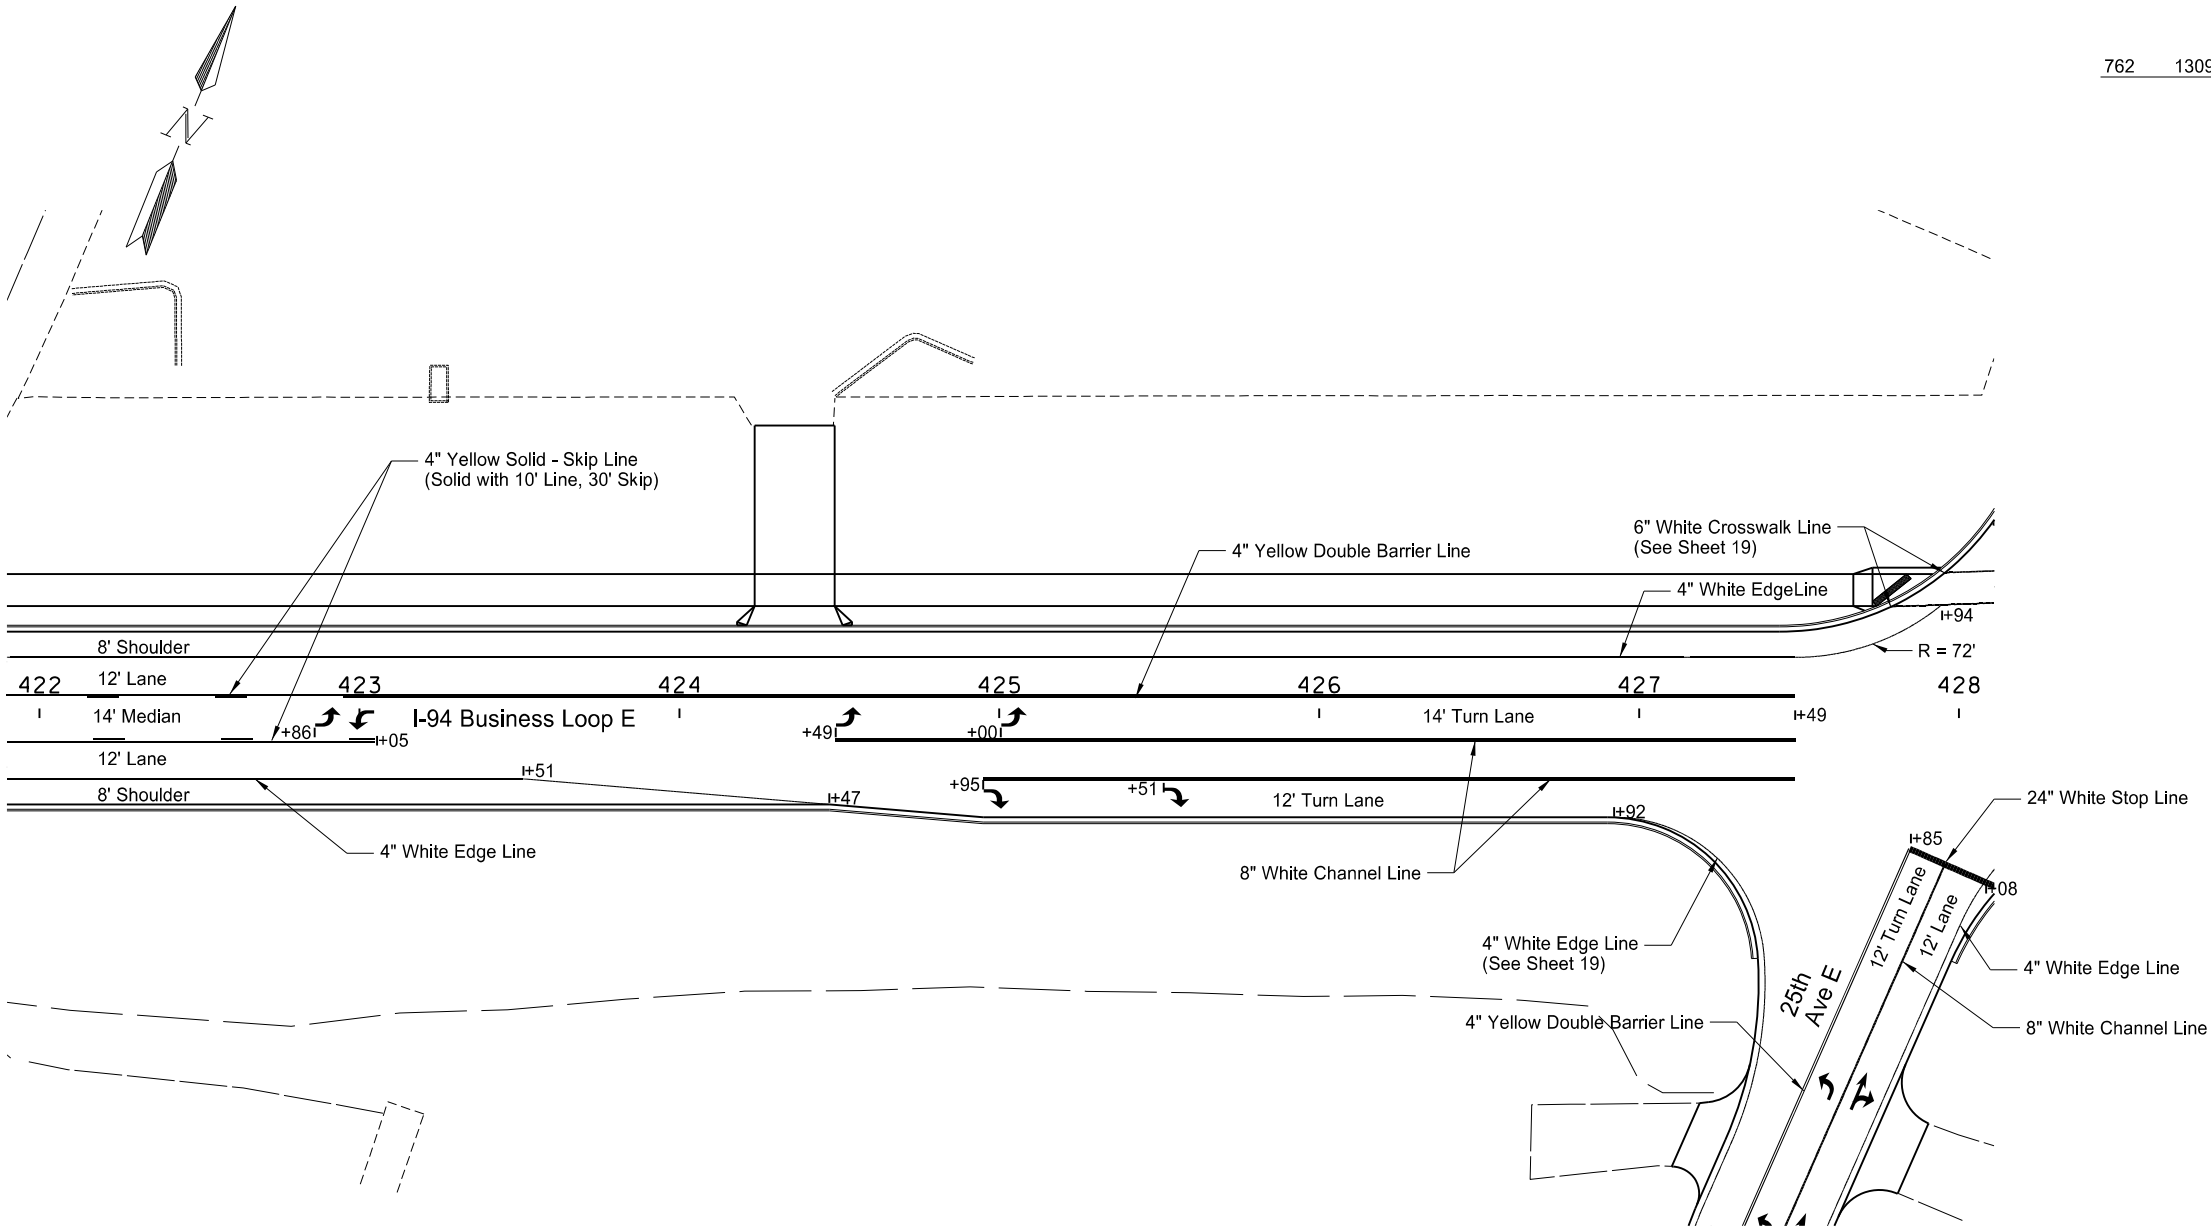 762 1309
N
4" Yellow Solid - Skip Line
(Solid with 10' Line, 30' Skip)
6" White Crosswalk Line
(See Sheet 19)
4" Yellow Double Barrier Line
4" White EdgeLine
+94
8' Shoulder
R = 72'
12' Lane
422 423 424 425 426 427 428
14' Median
I-94 Business Loop E
14' Turn Lane
+49
+86
+05
+49
+00
12' Lane
+51
+95
+51
8' Shoulder
+47
12' Turn Lane
+92
24" White Stop Line
+85
4" White Edge Line
8" White Channel Line
+08
12' Turn Lane
12' Lane
4" White Edge Line
(See Sheet 19)
4" White Edge Line
25th
Ave E
4" Yellow Double Barrier Line
8" White Channel Line